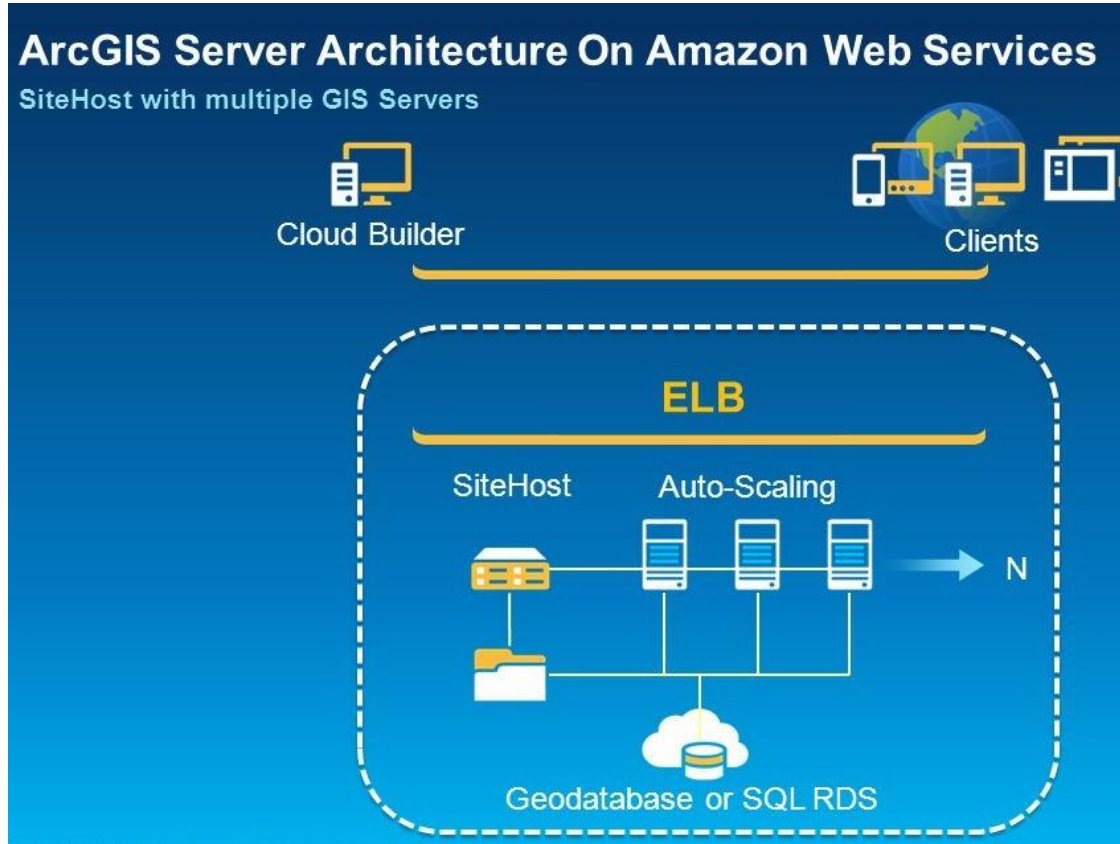 ArcGIS Server Architecture On Amazon Web Services
SiteHost with multiple GIS Servers
Cloud Builder
Clients
ELB
SiteHost
Auto-Scaling
N
Geodatabase or SQL RDS